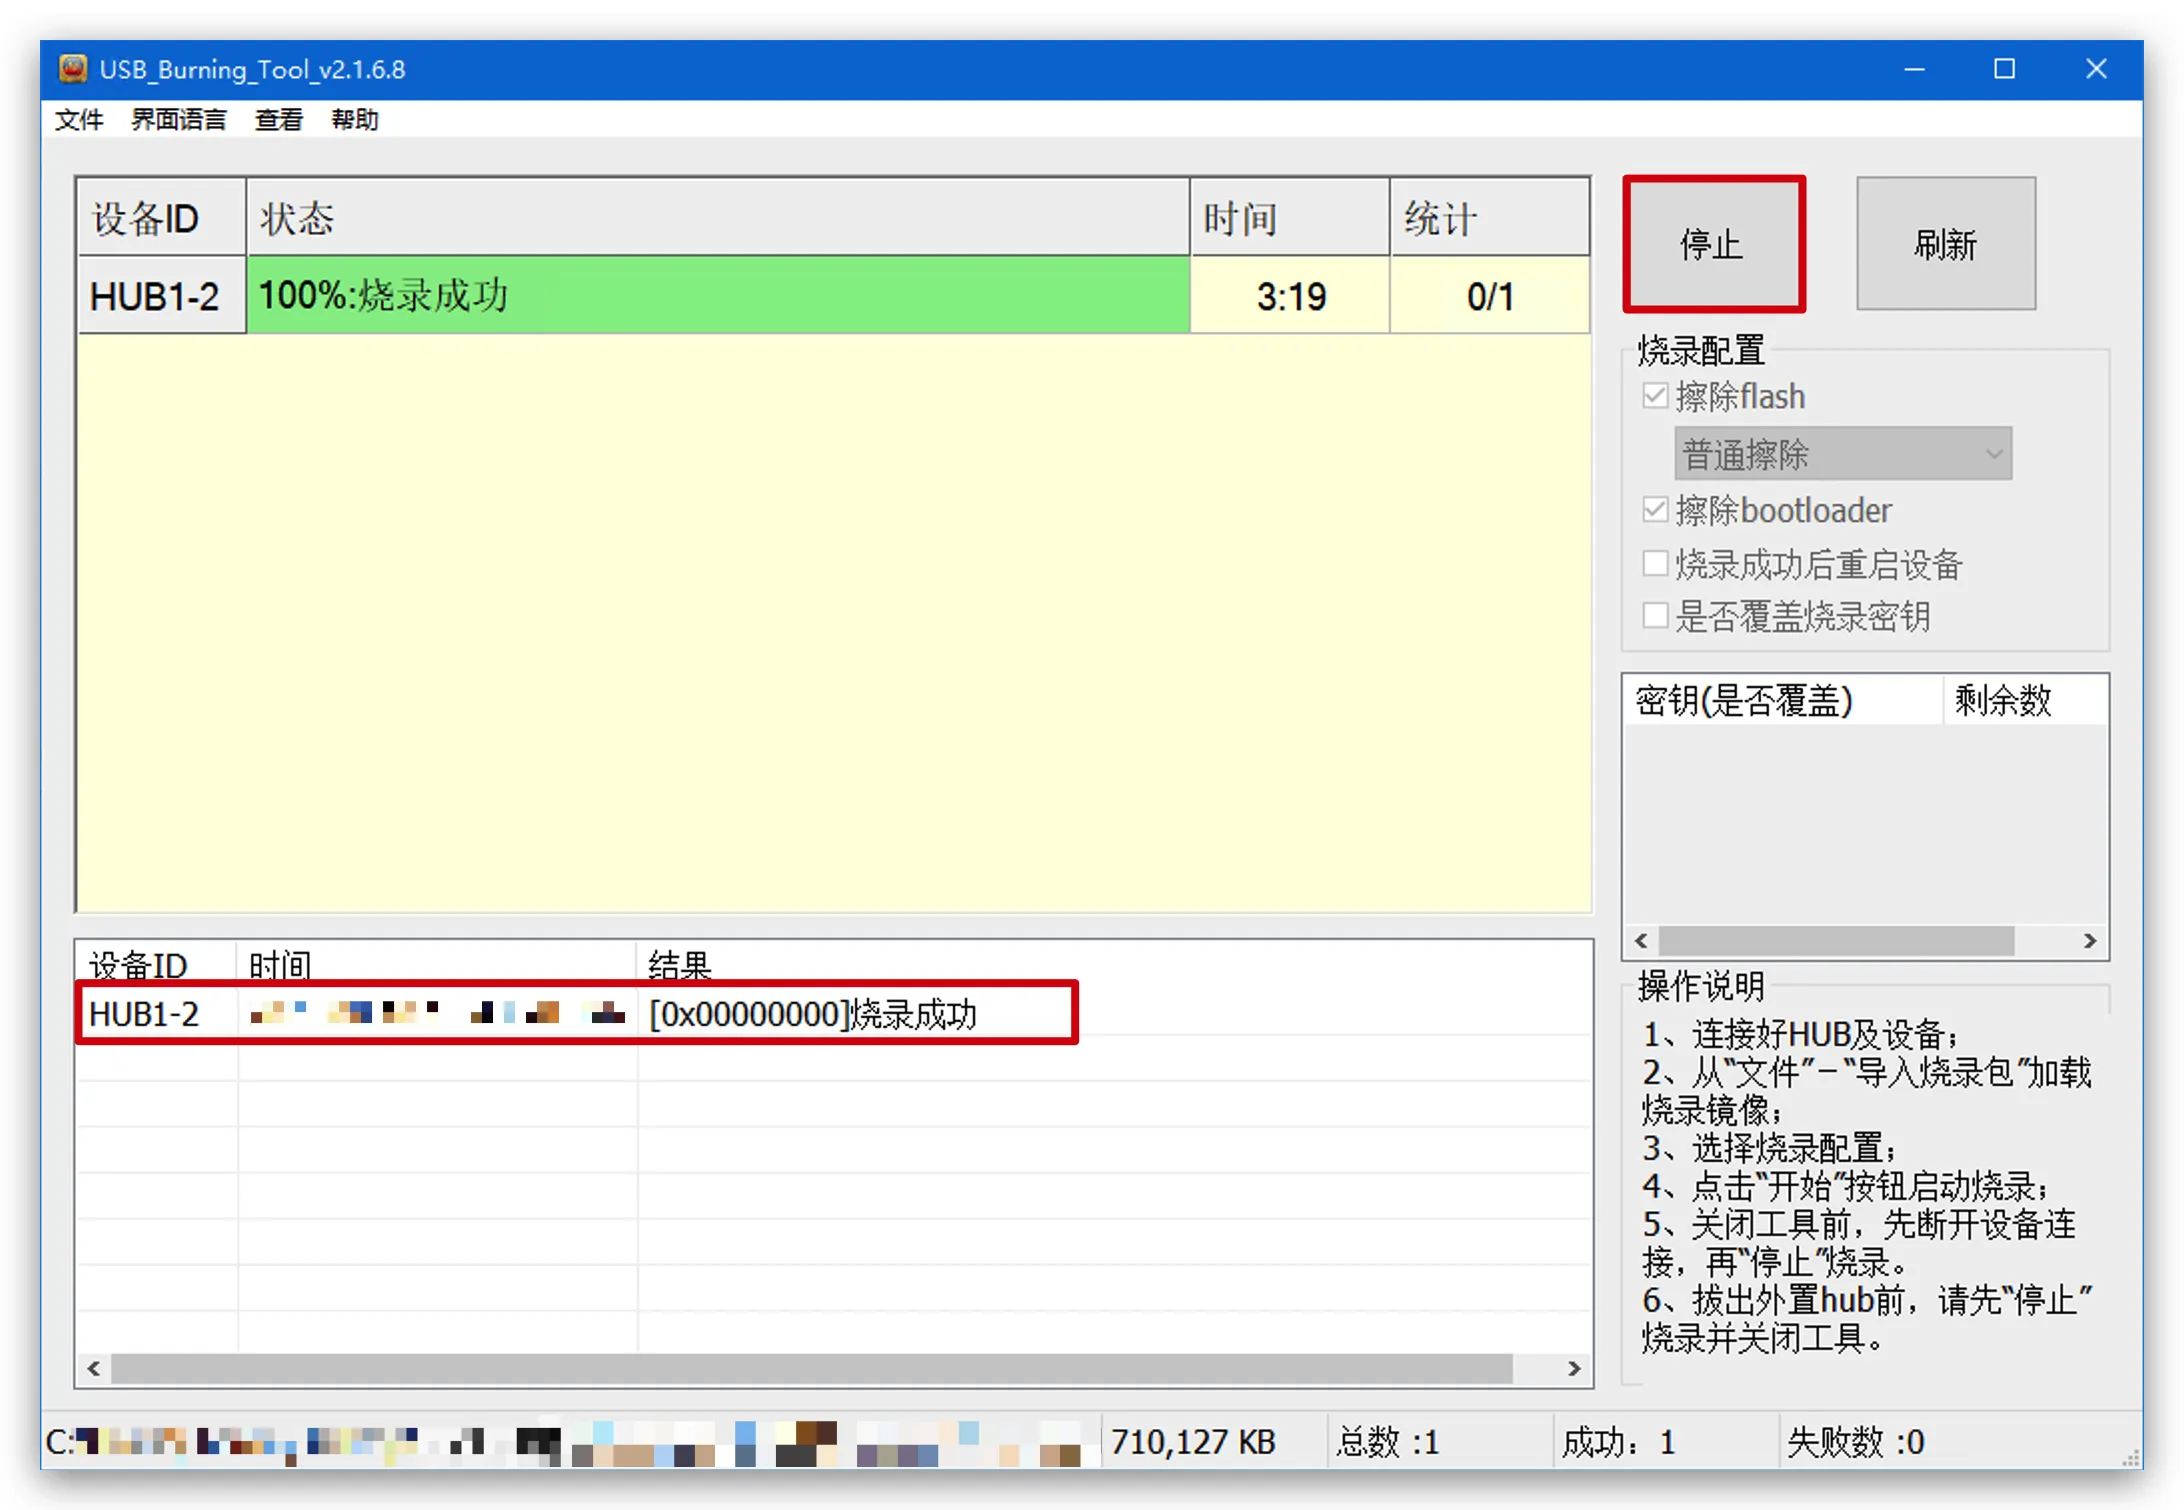 USB_Burning_Tool_v2.1.6.8
文件 界面语言 查看 帮助
设备ID 状态 时间 统计
HUB1-2 100%:烧录成功 3:19 0/1
停止 刷新
烧录配置
擦除flash
普通擦除
擦除bootloader
烧录成功后重启设备
是否覆盖烧录密钥
密钥(是否覆盖) 剩余数
设备ID 时间 结果
HUB1-2 [0x00000000]烧录成功
操作说明
1、连接好HUB及设备;
2、从“文件”-“导入烧录包”加载
烧录镜像;
3、选择烧录配置;
4、点击“开始”按钮启动烧录;
5、关闭工具前，先断开设备连
接，再“停止”烧录。
6、拔出外置hub前，请先“停止”
烧录并关闭工具。
C: 710,127 KB 总数 :1 成功: 1 失败数 :0